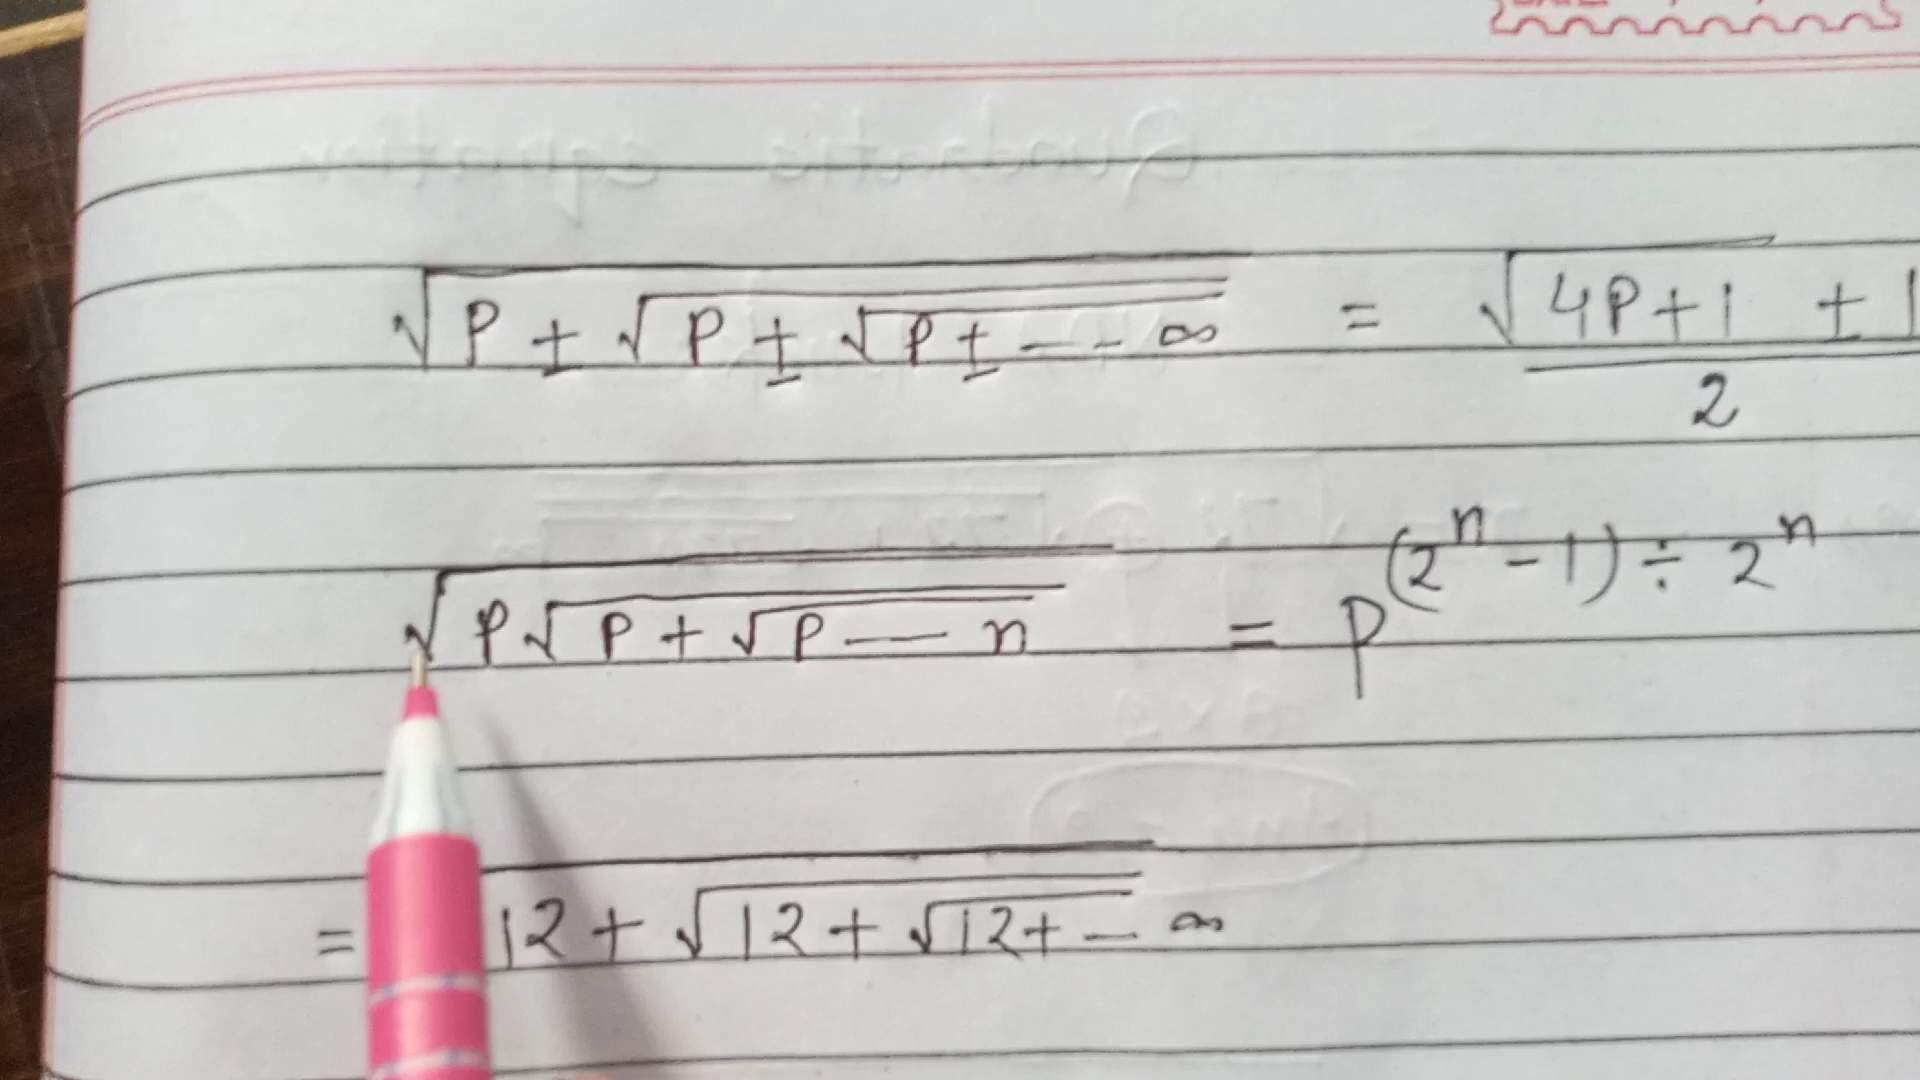 √P ± √P ± √P ± - - ∞ = √4P+1 ± 1
2
√P√P + √P — n = P^(2^n - 1) ÷ 2^n
= 12 + √12 + √12 + - ∞